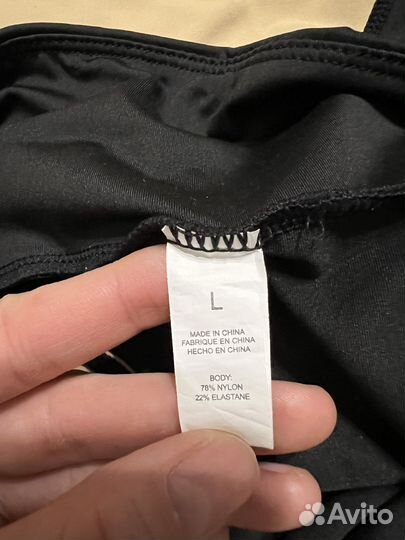 L
MADE IN CHINA
FABRIQUE EN CHINA
HECHO EN CHINA
BODY:
78% NYLON
22% ELASTANE
Avito